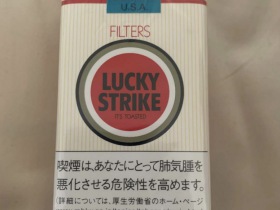 U.S.A.
FILTERS
LUCKY
STRIKE
IT'S TOASTED
喫煙は、あなたにとって肺気腫を
悪化させる危険性を高めます。
(詳細については、厚生労働省のホーム・ページ